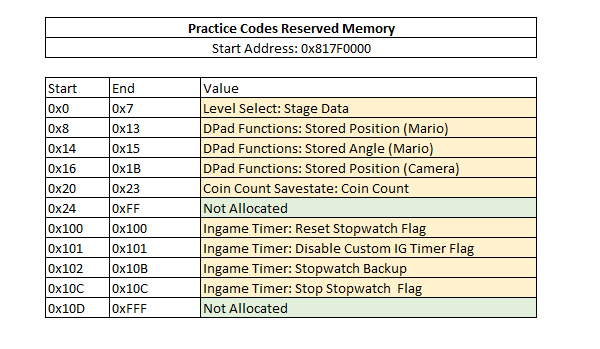 Practice Codes Reserved Memory
Start Address: 0x817F0000
Start End Value
0x0 0x7 Level Select: Stage Data
0x8 0x13 DPad Functions: Stored Position (Mario)
0x14 0x15 DPad Functions: Stored Angle (Mario)
0x16 0x1B DPad Functions: Stored Position (Camera)
0x20 0x23 Coin Count Savestate: Coin Count
0x24 0xFF Not Allocated
0x100 0x100 Ingame Timer: Reset Stopwatch Flag
0x101 0x101 Ingame Timer: Disable Custom IG Timer Flag
0x102 0x10B Ingame Timer: Stopwatch Backup
0x10C 0x10C Ingame Timer: Stop Stopwatch  Flag
0x10D 0xFFF Not Allocated